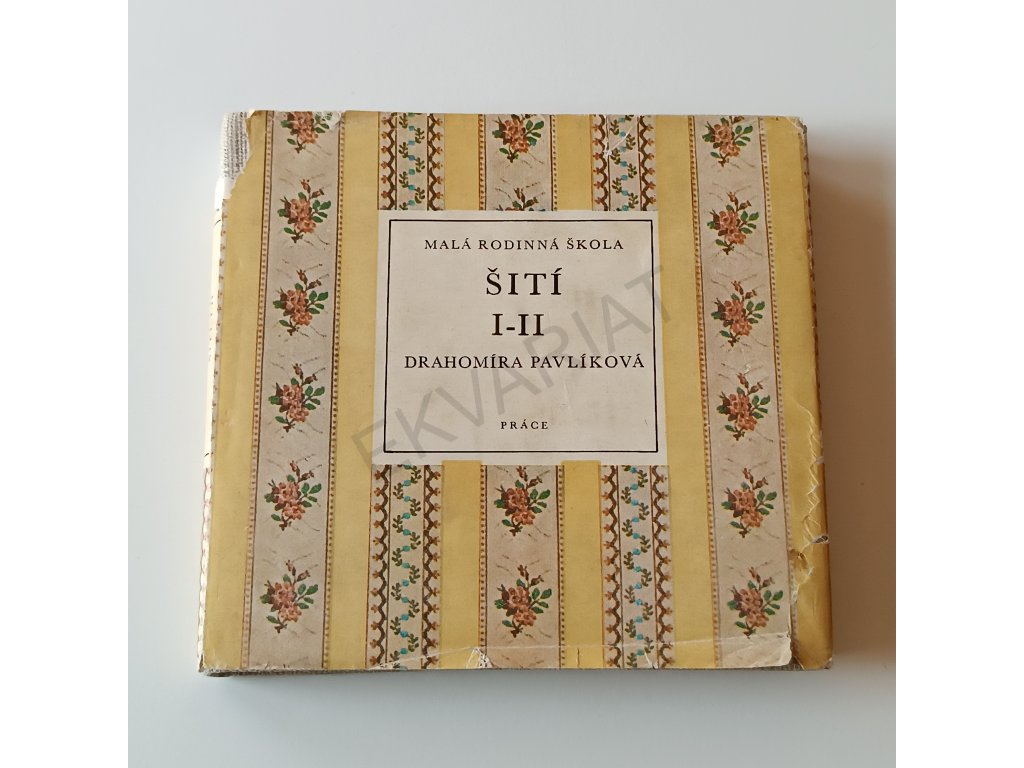 MALÁ RODINNÁ ŠKOLA
ŠITÍ
I-II
DRAHOMÍRA PAVLÍKOVÁ
PRÁCE
EKVARIAT